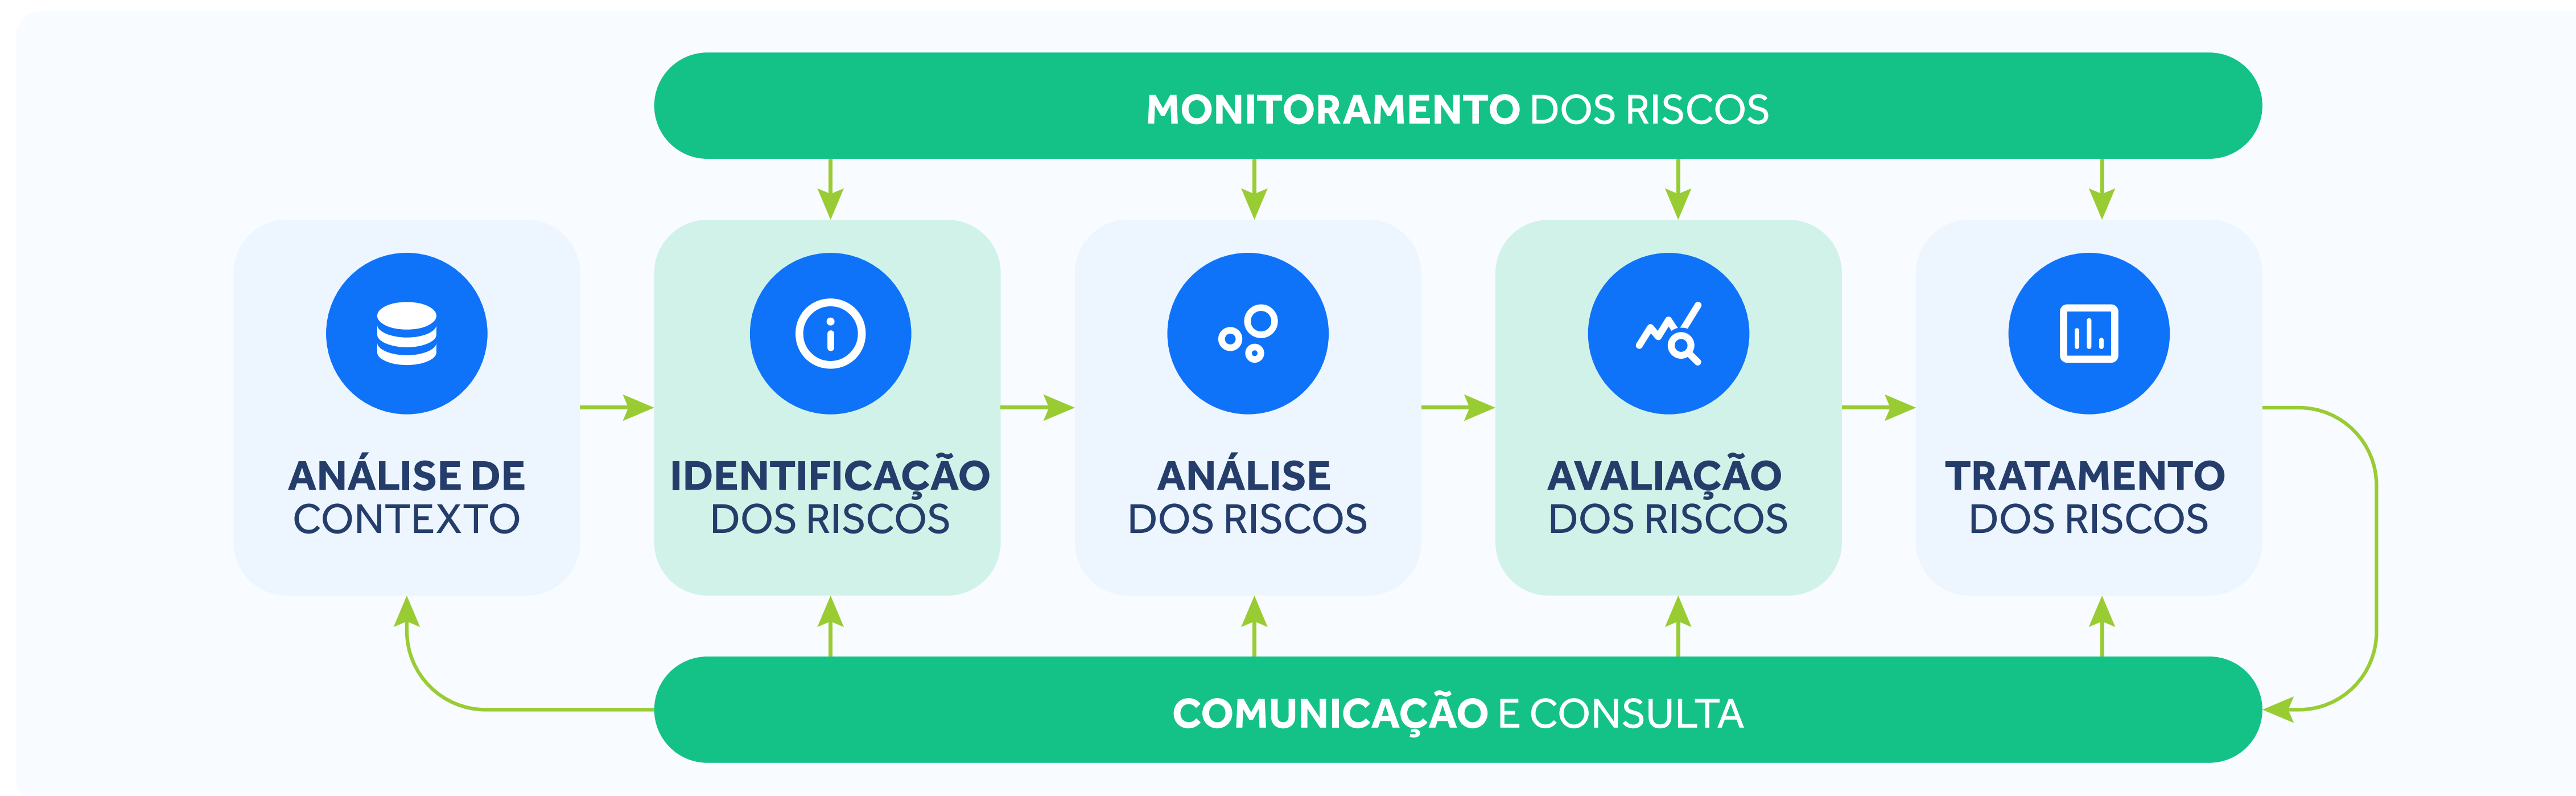 MONITORAMENTO DOS RISCOS
ANÁLISE DE
CONTEXTO
IDENTIFICAÇÃO
DOS RISCOS
ANÁLISE
DOS RISCOS
AVALIAÇÃO
DOS RISCOS
TRATAMENTO
DOS RISCOS
COMUNICAÇÃO E CONSULTA